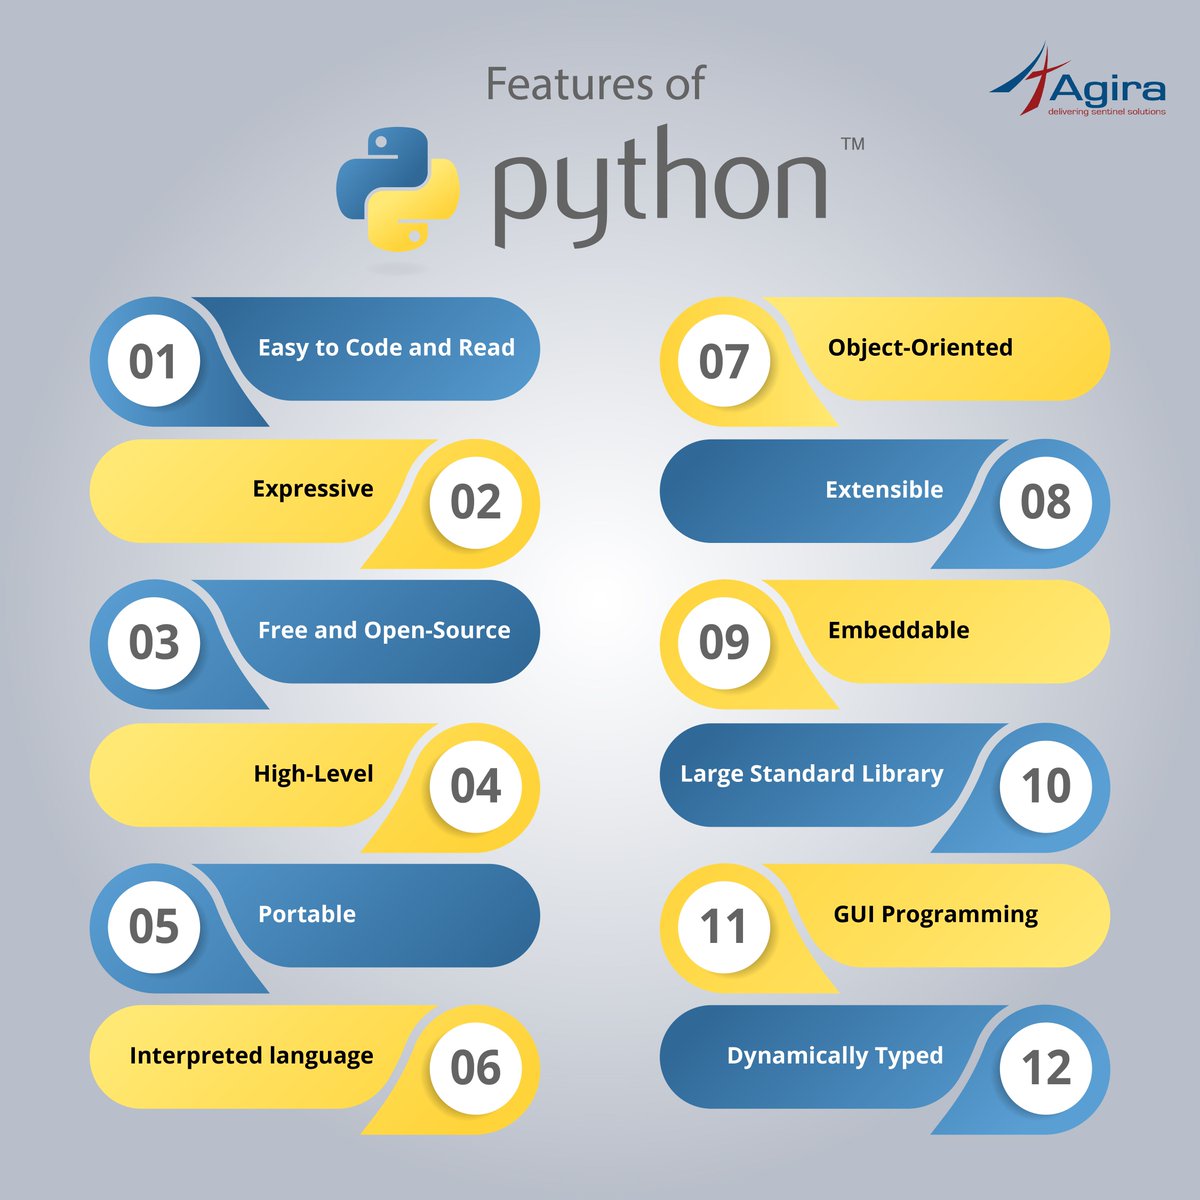 Features of
python™
Agira
delivering sentinel solutions
01
Easy to Code and Read
Expressive
02
03
Free and Open-Source
High-Level
04
05
Portable
Interpreted language
06
07
Object-Oriented
Extensible
08
09
Embeddable
Large Standard Library
10
11
GUI Programming
Dynamically Typed
12